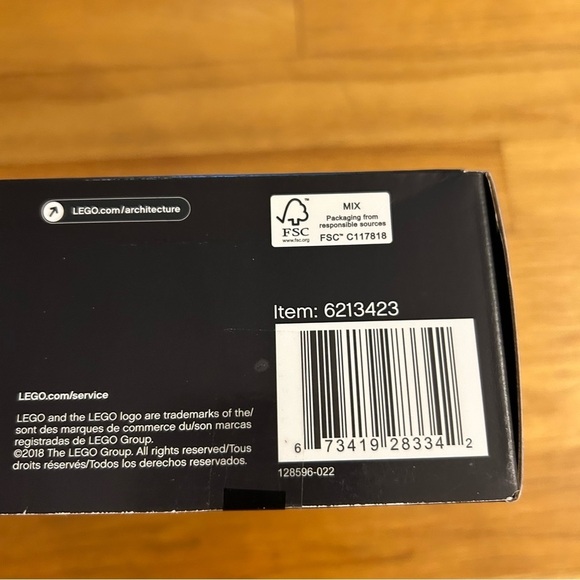 LEGO.com/architecture
FSC™
www.fsc.org
MIX
Packaging from
responsible sources
FSC™ C117818
Item: 6213423
6 73419 28334 2
128596-022
LEGO.com/service
LEGO and the LEGO logo are trademarks of the/
sont des marques de commerce du/son marcas
registradas de LEGO Group.
©2018 The LEGO Group. All rights reserved/Tous
droits réservés/Todos los derechos reservados.